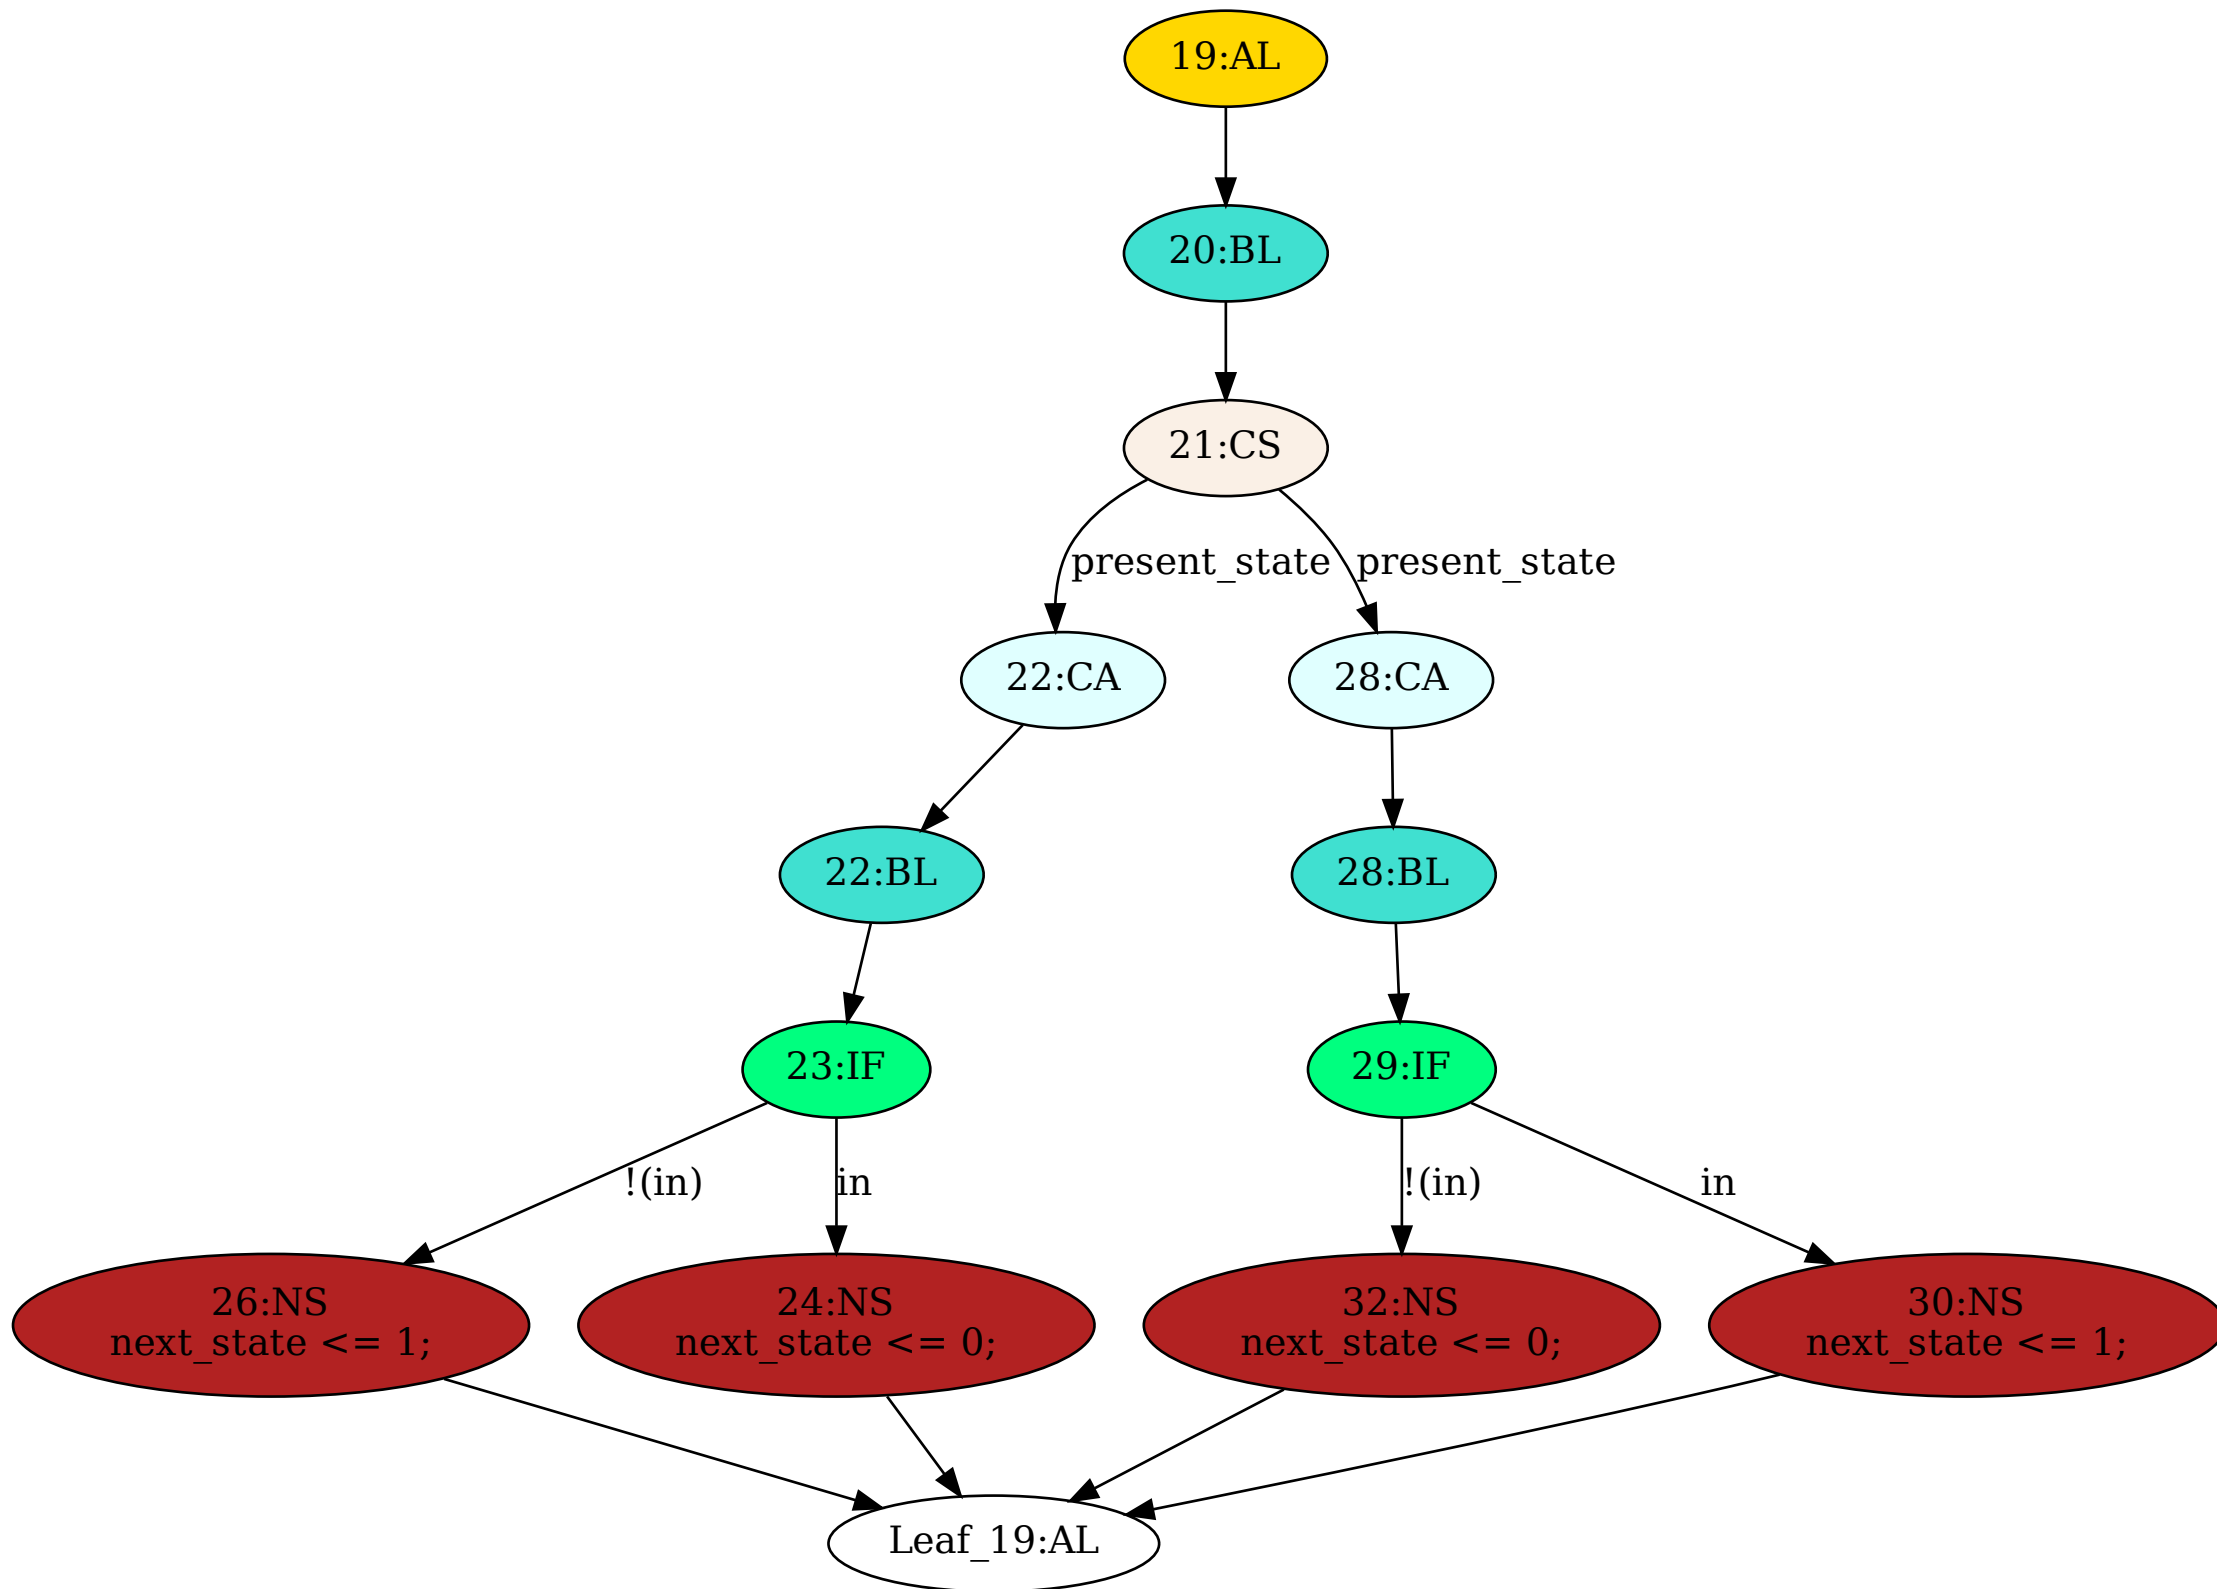 19:AL
20:BL
21:CS
present_state
present_state
22:CA
28:CA
22:BL
28:BL
23:IF
29:IF
!(in)
in
!(in)
in
26:NS
next_state <= 1;
24:NS
next_state <= 0;
32:NS
next_state <= 0;
30:NS
next_state <= 1;
Leaf_19:AL